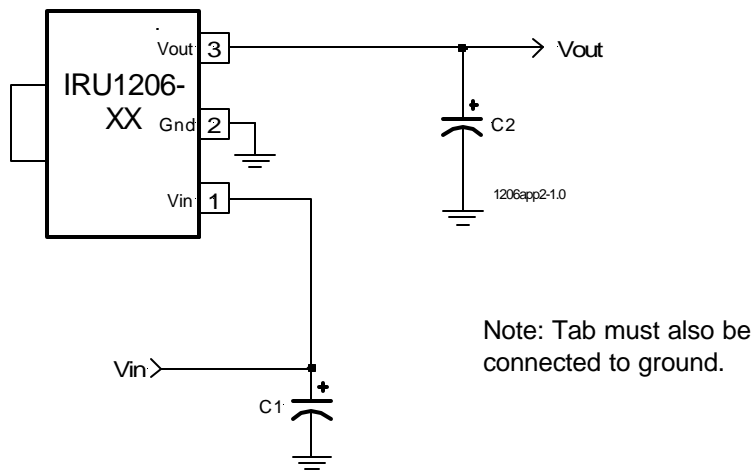 Vout 3
Vout
IRU1206-
XX
Gnd 2
+
C2
1206app2-1.0
Vin 1
Note: Tab must also be
connected to ground.
Vin
+
C1